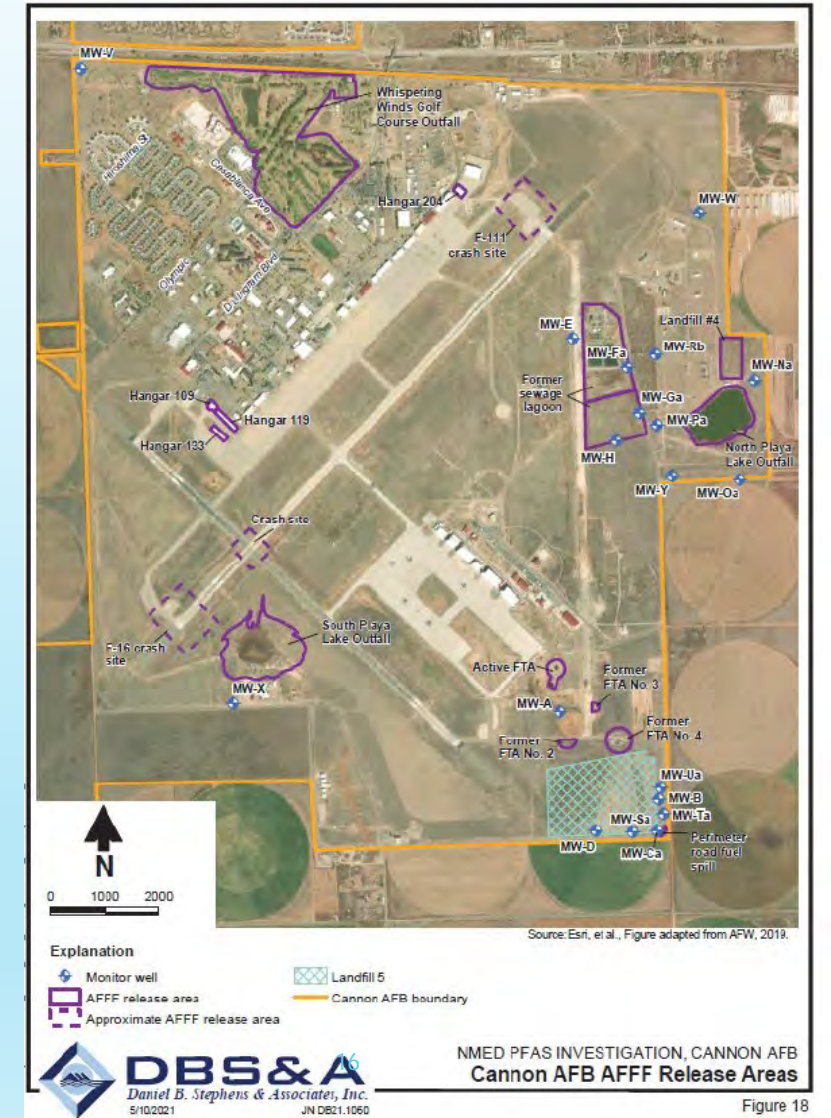 MW-V
Whispering
Winds Golf
Course Outfall
Hiroshima St
Casablanca Ave
Hangar 204
MW-W
F-111
crash site
Olympic
D L Ingram Blvd
MW-E
Landfill #4
MW-Rb
MW-Fa
MW-Na
Former
sewage
lagoon
MW-Ga
Hangar 109
Hangar 119
MW-Pa
Hangar 133
North Playa
Lake Outfall
MW-H
MW-Y
MW-Oa
Crash site
South Playa
Lake Outfall
F-16 crash
site
Active FTA
Former
FTA No. 3
MW-X
MW-A
Former
FTA No. 4
Former
FTA No. 2
MW-Ua
MW-B
MW-Ta
MW-Sa
MW-D
MW-Ca
Perimeter
road fuel
spill
N
0 1000 2000
Source: Esri, et al., Figure adapted from AFW, 2019.
Explanation
Monitor well
Landfill 5
AFFF release area
Cannon AFB boundary
Approximate AFFF release area
16
DBS&A
Daniel B. Stephens & Associates, Inc.
5/10/2021 JN DB21.1060
NMED PFAS INVESTIGATION, CANNON AFB
Cannon AFB AFFF Release Areas
Figure 18